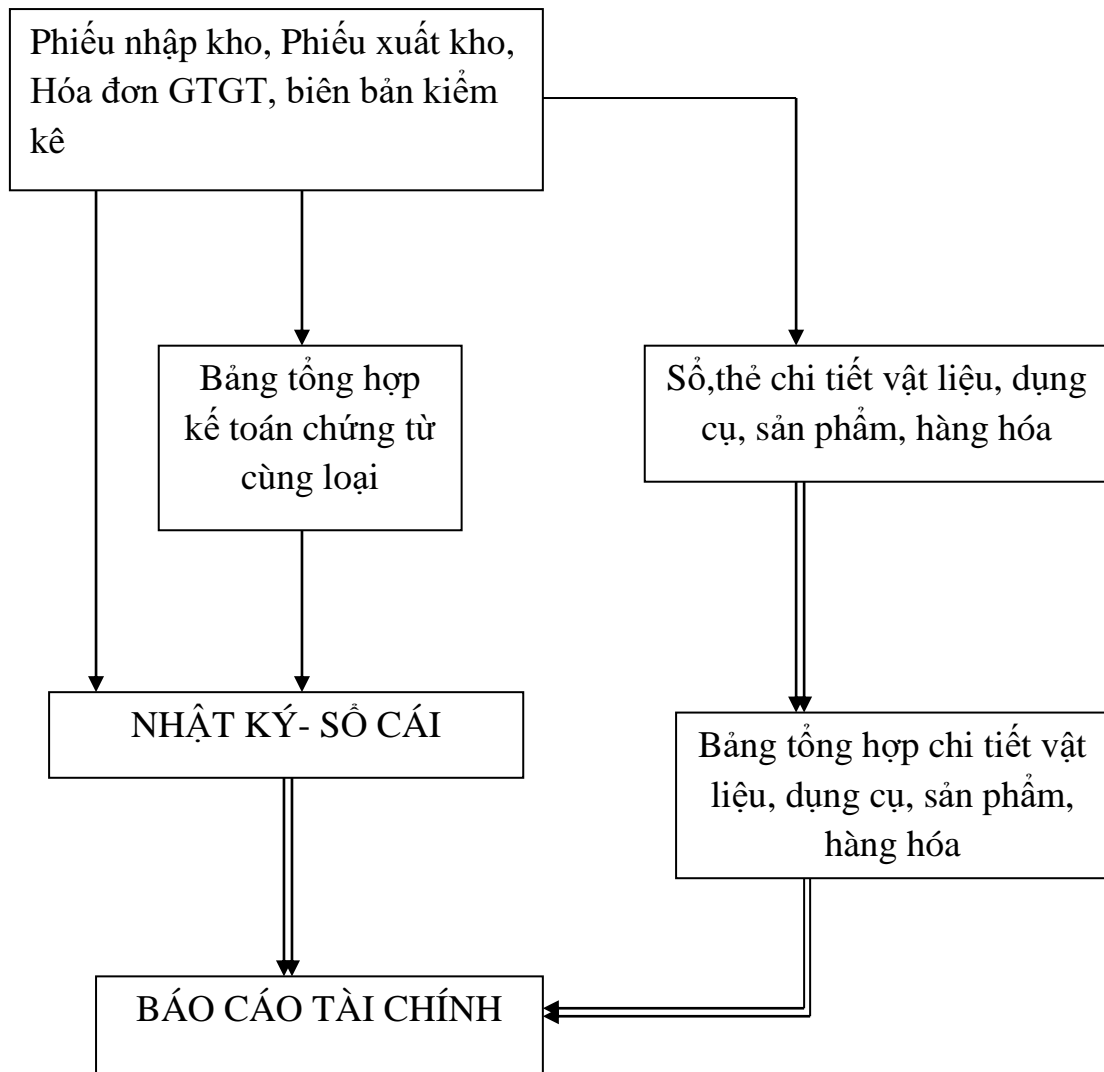 Phiếu nhập kho, Phiếu xuất kho,
Hóa đơn GTGT, biên bản kiểm
kê
Bảng tổng hợp
kế toán chứng từ
cùng loại
Sổ,thẻ chi tiết vật liệu, dụng
cụ, sản phẩm, hàng hóa
NHẬT KÝ- SỔ CÁI
Bảng tổng hợp chi tiết vật
liệu, dụng cụ, sản phẩm,
hàng hóa
BÁO CÁO TÀI CHÍNH